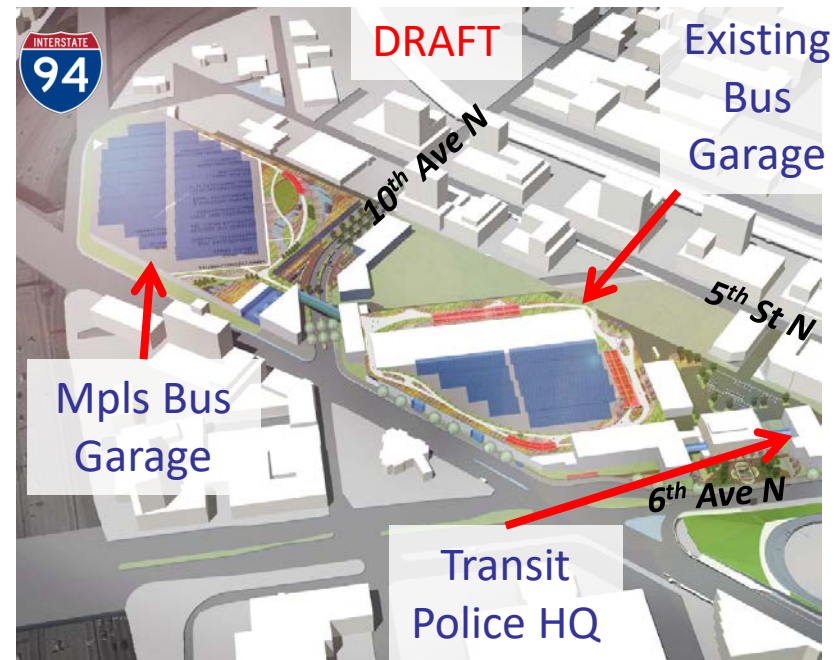 INTERSTATE
94
DRAFT
Existing
Bus
Garage
10th Ave N
5th St N
Mpls Bus
Garage
6th Ave N
Transit
Police HQ